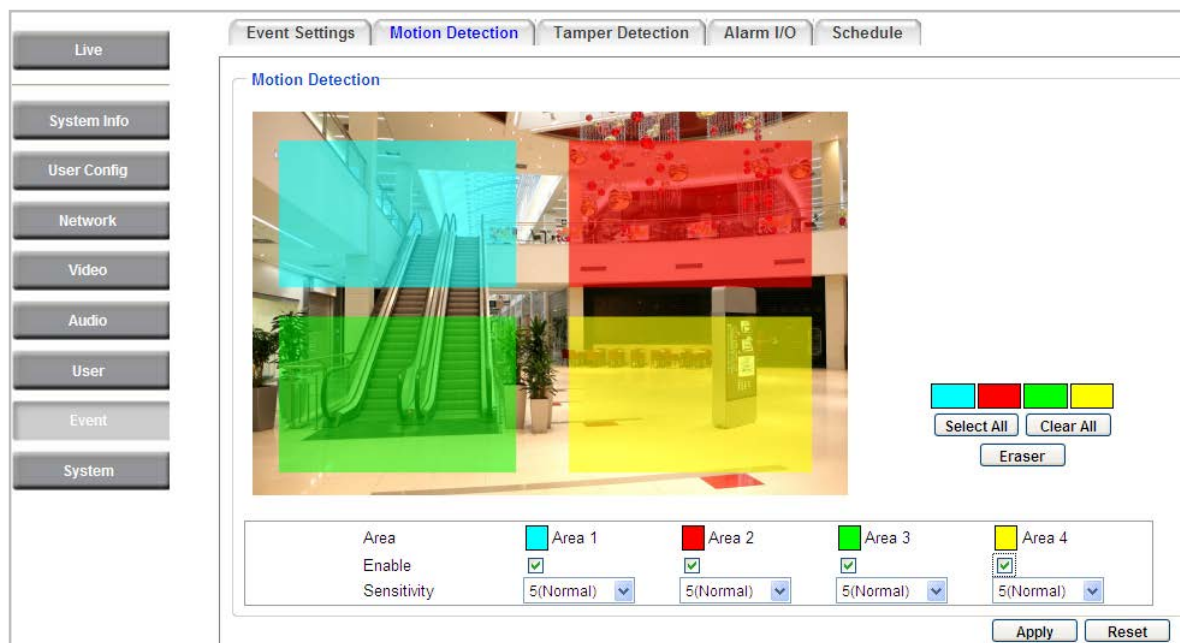 Live
System Info
User Config
Network
Video
Audio
User
Event
System
Event Settings
Motion Detection
Tamper Detection
Alarm I/O
Schedule
Motion Detection
Select All
Clear All
Eraser
Area
Area 1
Area 2
Area 3
Area 4
Enable
Sensitivity
5(Normal)
5(Normal)
5(Normal)
5(Normal)
Apply
Reset